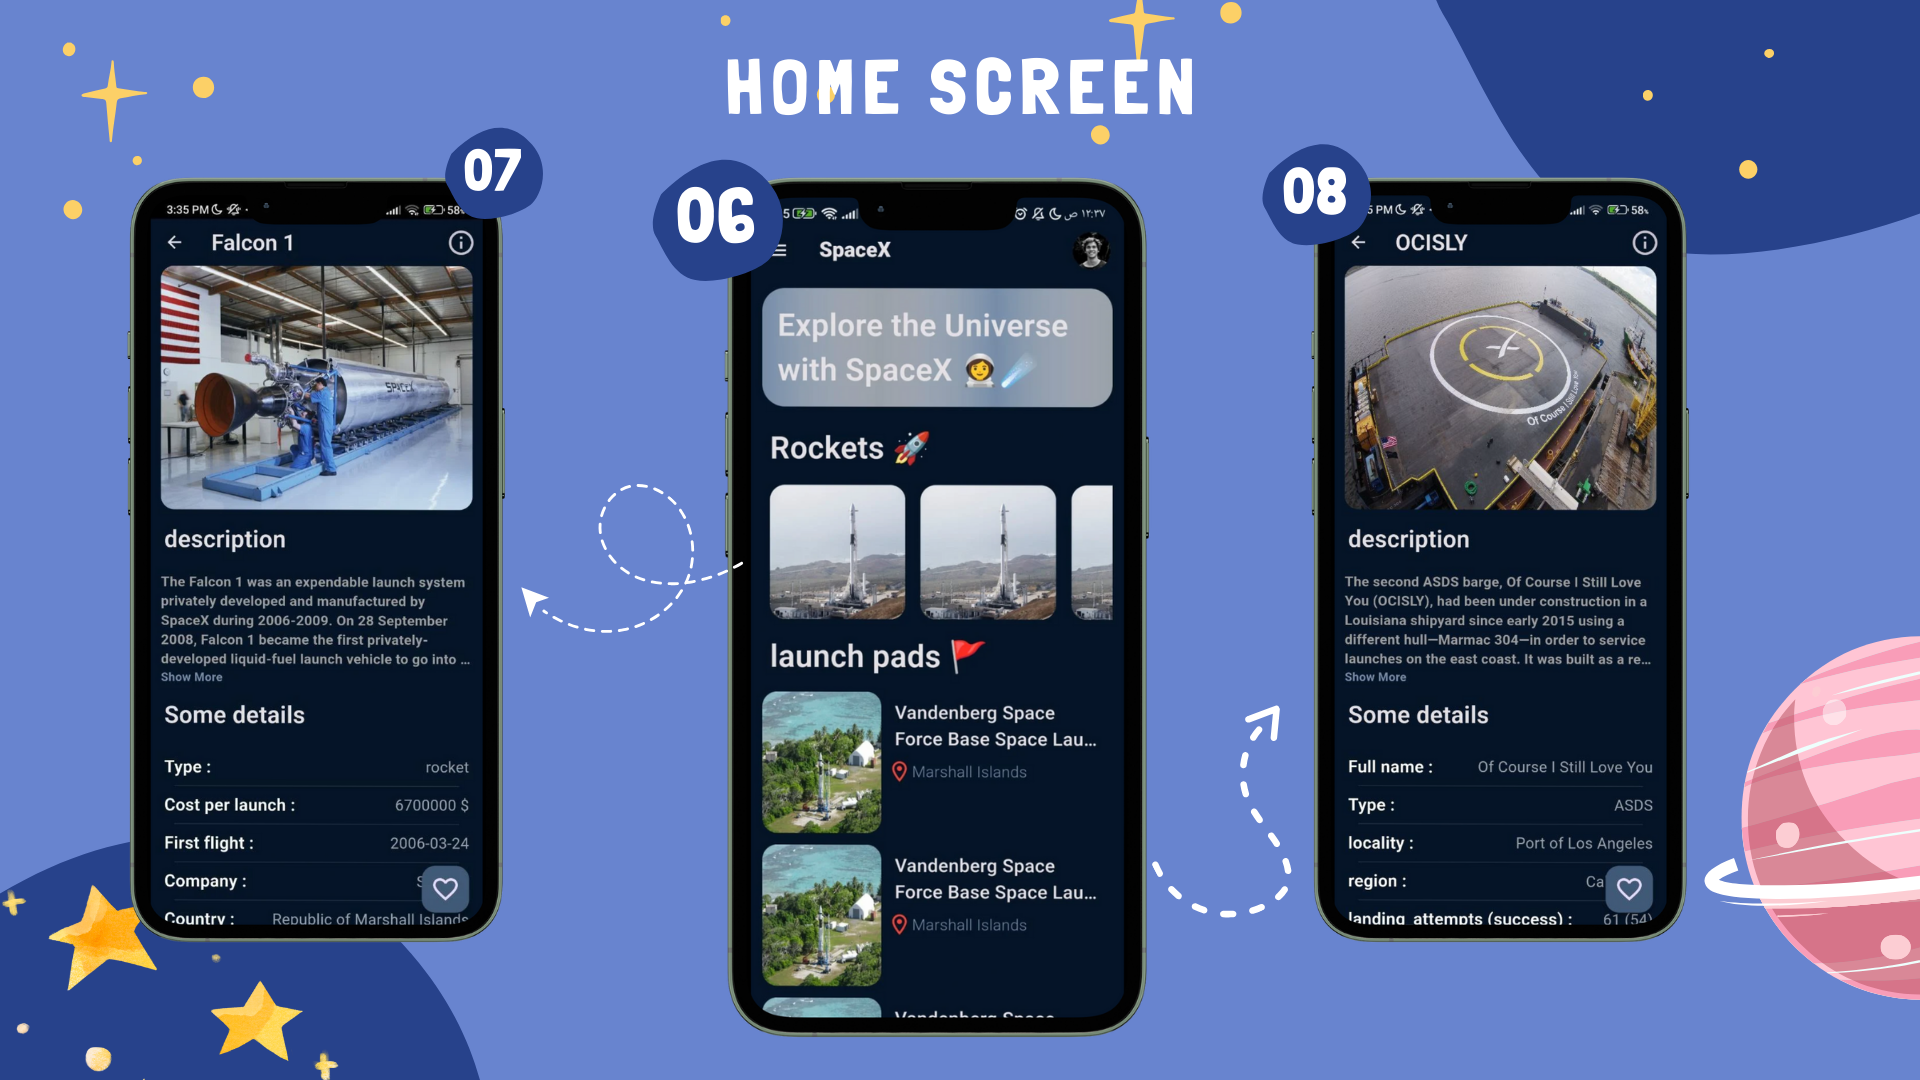 HOME SCREEN
07
3:35 PM
58%
Falcon 1
SPACEX
description
The Falcon 1 was an expendable launch system
privately developed and manufactured by
SpaceX during 2006-2009. On 28 September
2008, Falcon 1 became the first privately-
developed liquid-fuel launch vehicle to go into ...
Show More
Some details
Type :
rocket
Cost per launch :
6700000 $
First flight :
2006-03-24
Company :
Country :
Republic of Marshall Islands
06
١٢:٣٧ ص
SpaceX
Explore the Universe
with SpaceX 👩‍🚀☄️
Rockets 🚀
launch pads 🚩
Vandenberg Space
Force Base Space Lau...
Marshall Islands
Vandenberg Space
Force Base Space Lau...
Marshall Islands
Vandenberg Space
08
5 PM
58%
OCISLY
Of Course I Still Love You
description
The second ASDS barge, Of Course I Still Love
You (OCISLY), had been under construction in a
Louisiana shipyard since early 2015 using a
different hull—Marmac 304—in order to service
launches on the east coast. It was built as a re...
Show More
Some details
Full name :
Of Course I Still Love You
Type :
ASDS
locality :
Port of Los Angeles
region :
Ca
landing_attempts (success) :
61 (54)